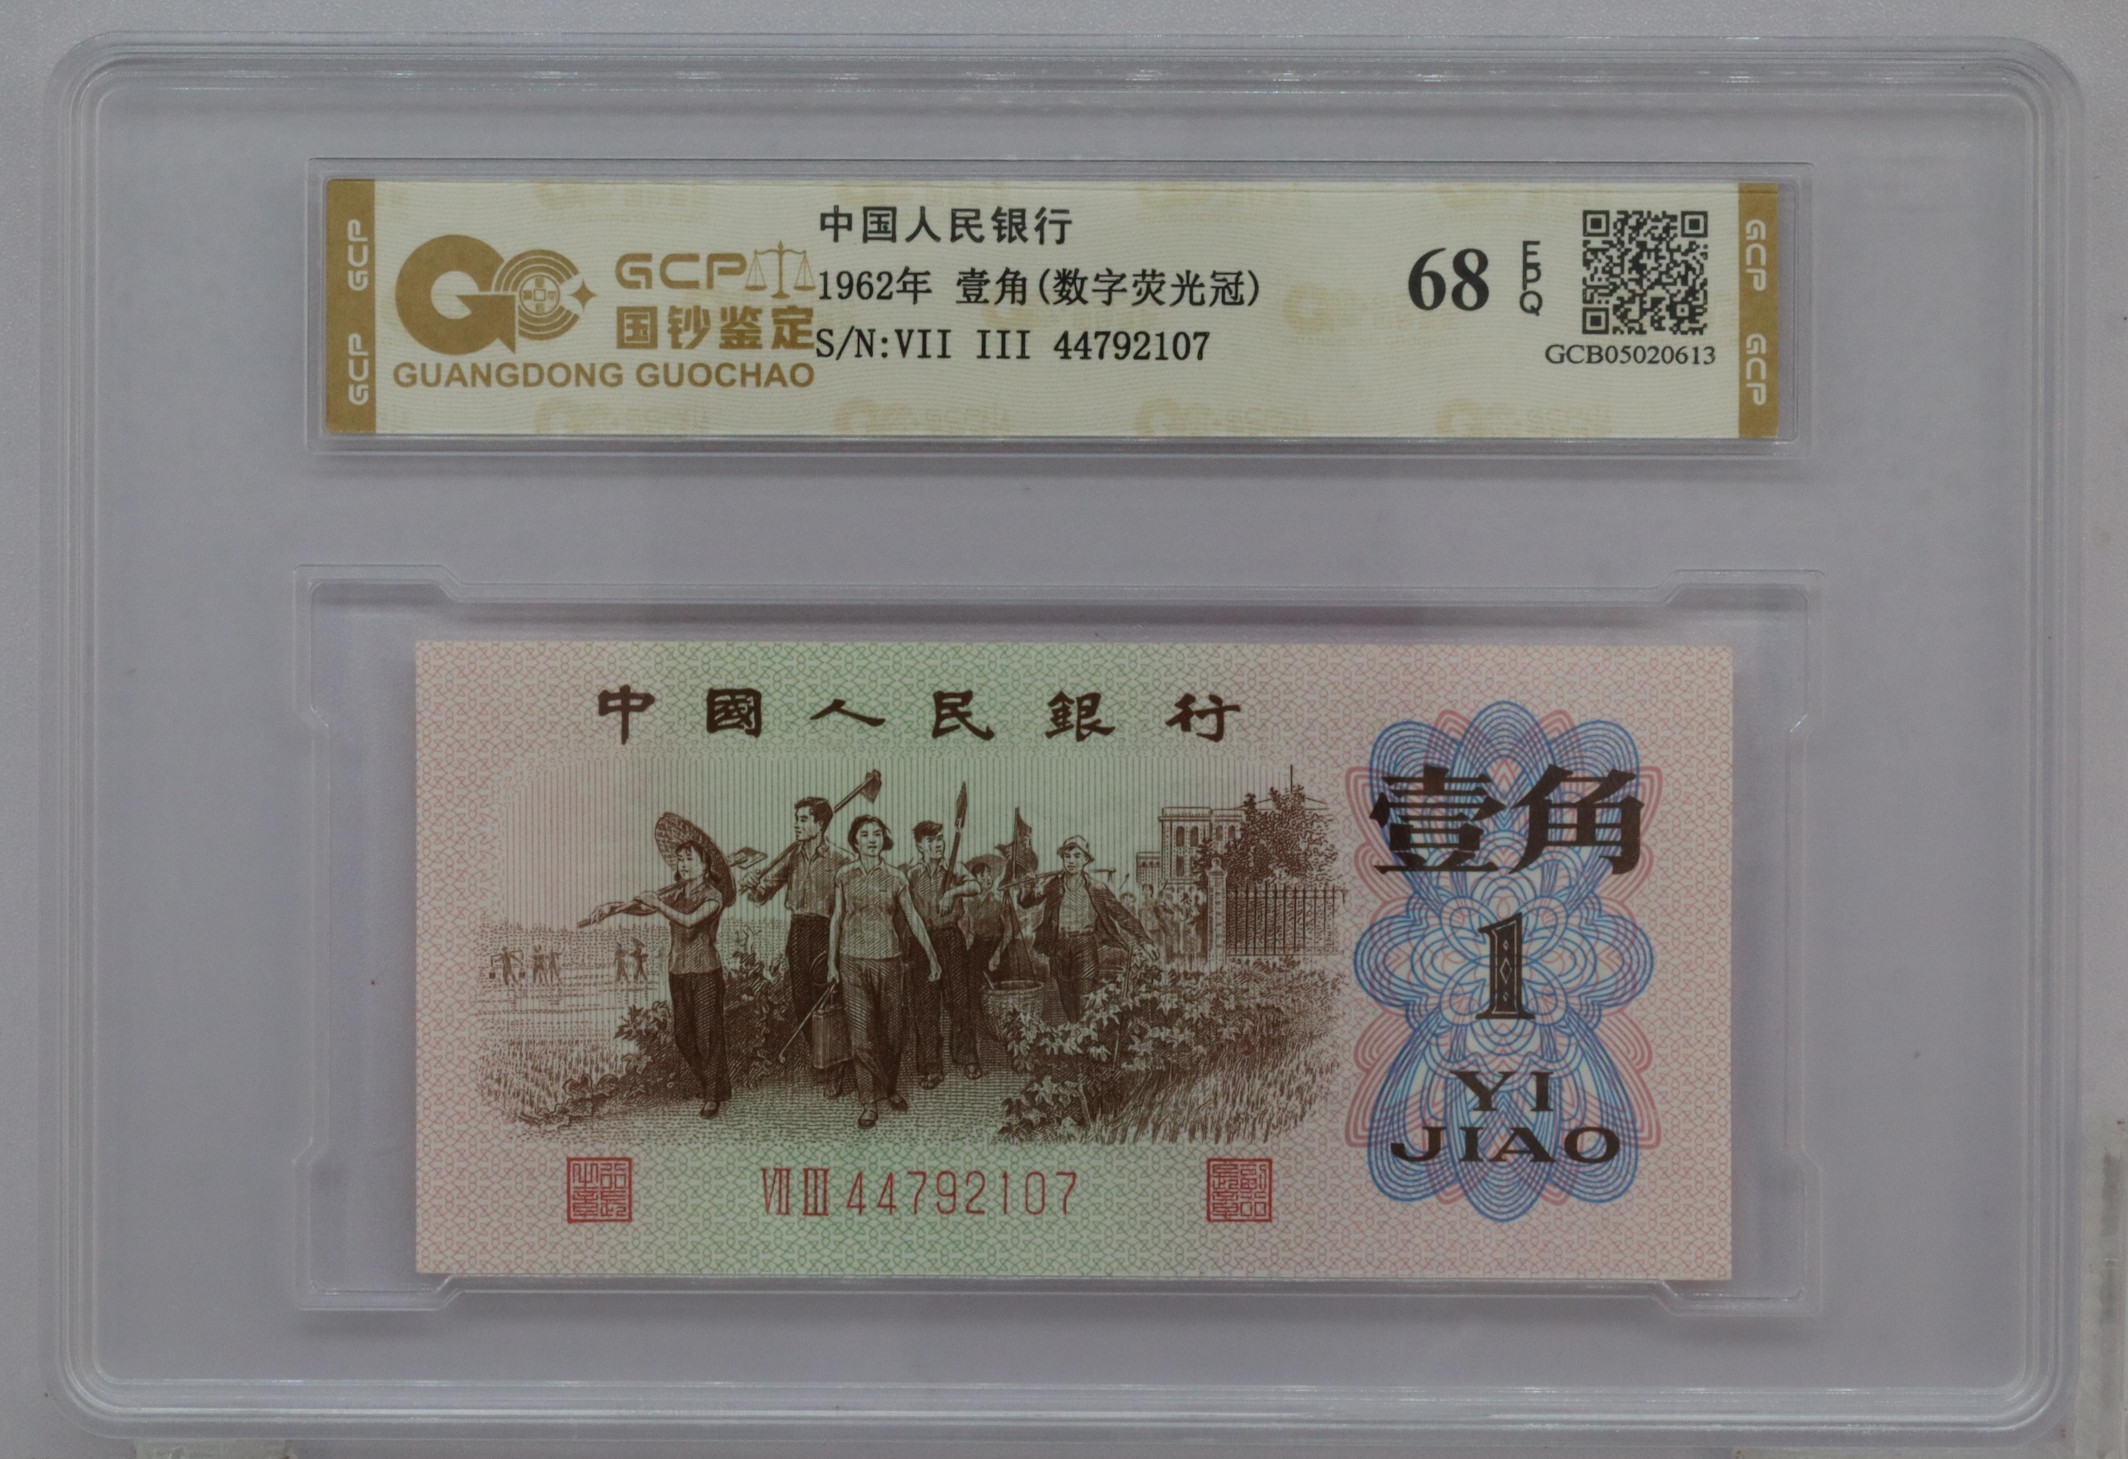 中国人民银行
GCP
国钞鉴定
GUANGDONG GUOCHAO
1962年 壹角(数字荧光冠)
S/N:VII III 44792107
68 EPQ
GCB05020613
GCP GCP
GCP GCP
中國人民銀行
壹角
1
YI
JIAO
VII III 44792107